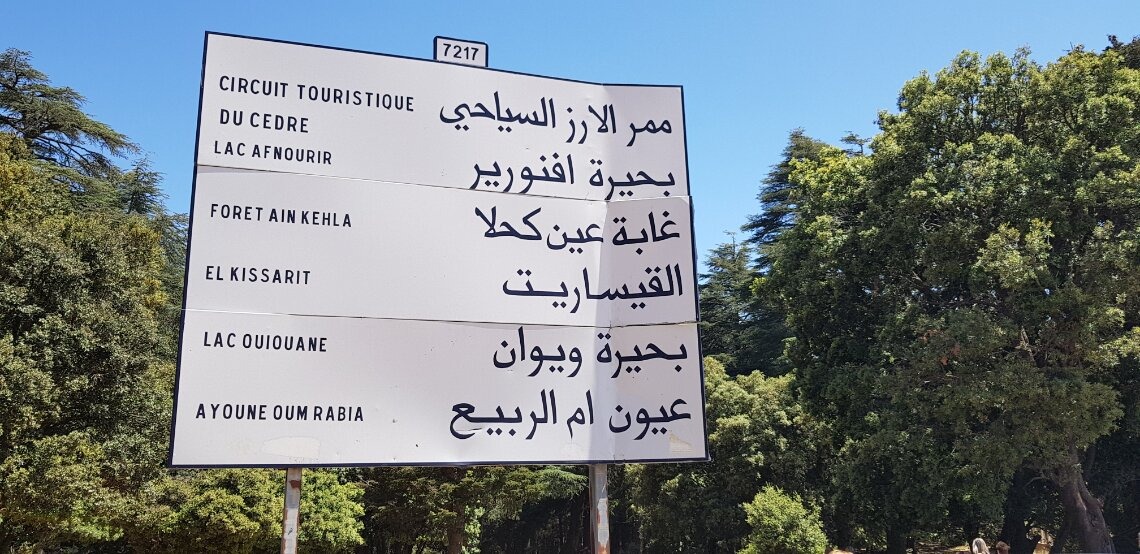 7217
CIRCUIT TOURISTIQUE
DU CEDRE
ممر الارز السياحي
LAC AFNOURIR
بحيرة افنورير
FORET AIN KEHLA
غابة عين كحلا
EL KISSARIT
القيساريت
LAC OUIOUANE
بحيرة ويوان
AYOUNE OUM RABIA
عيون ام الربيع